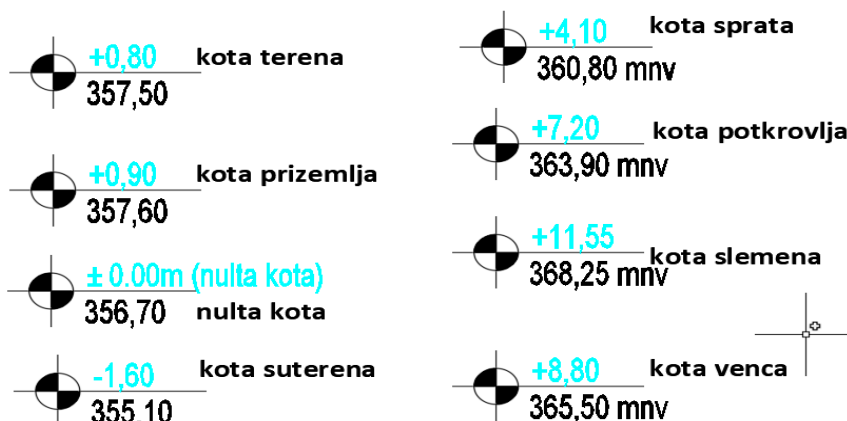 +0,80 kota terena
357,50
+0,90 kota prizemlja
357,60
± 0.00m (nulta kota)
356,70 nulta kota
-1,60 kota suterena
355,10
+4,10 kota sprata
360,80 mnv
+7,20 kota potkrovlja
363,90 mnv
+11,55 kota slemena
368,25 mnv
+8,80 kota venca
365,50 mnv